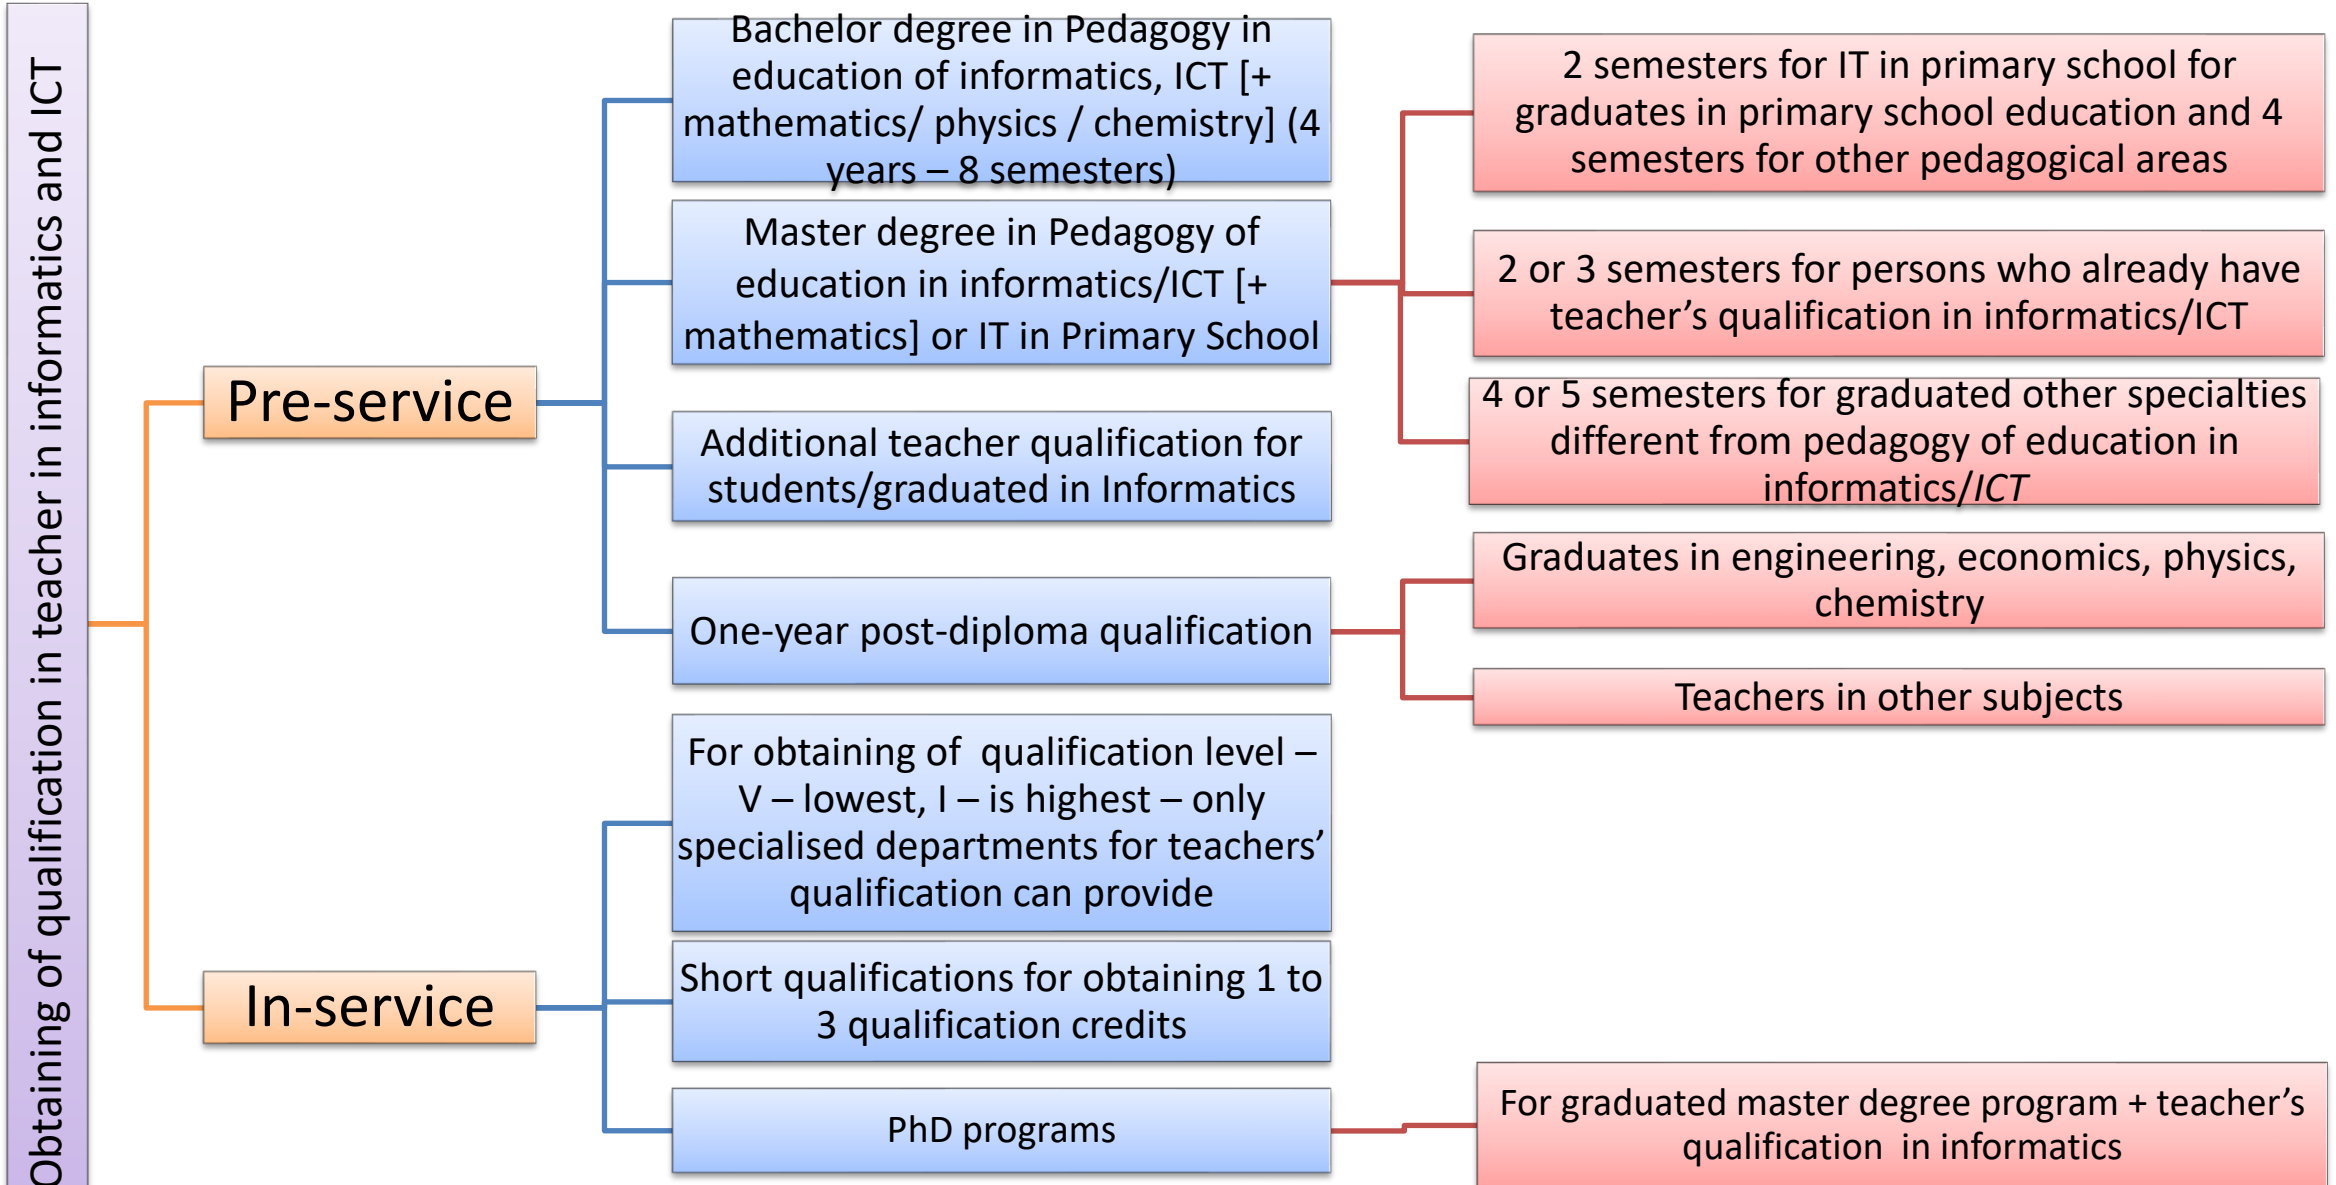 Obtaining of qualification in teacher in informatics and ICT
Pre-service
Bachelor degree in Pedagogy in
education of informatics, ICT [+
mathematics/ physics / chemistry] (4
years – 8 semesters)
Master degree in Pedagogy of
education in informatics/ICT [+
mathematics] or IT in Primary School
2 semesters for IT in primary school for
graduates in primary school education and 4
semesters for other pedagogical areas
2 or 3 semesters for persons who already have
teacher’s qualification in informatics/ICT
4 or 5 semesters for graduated other specialties
different from pedagogy of education in
informatics/ICT
Additional teacher qualification for
students/graduated in Informatics
One-year post-diploma qualification
Graduates in engineering, economics, physics,
chemistry
Teachers in other subjects
In-service
For obtaining of  qualification level –
V – lowest, I – is highest – only
specialised departments for teachers’
qualification can provide
Short qualifications for obtaining 1 to
3 qualification credits
PhD programs
For graduated master degree program + teacher’s
qualification  in informatics